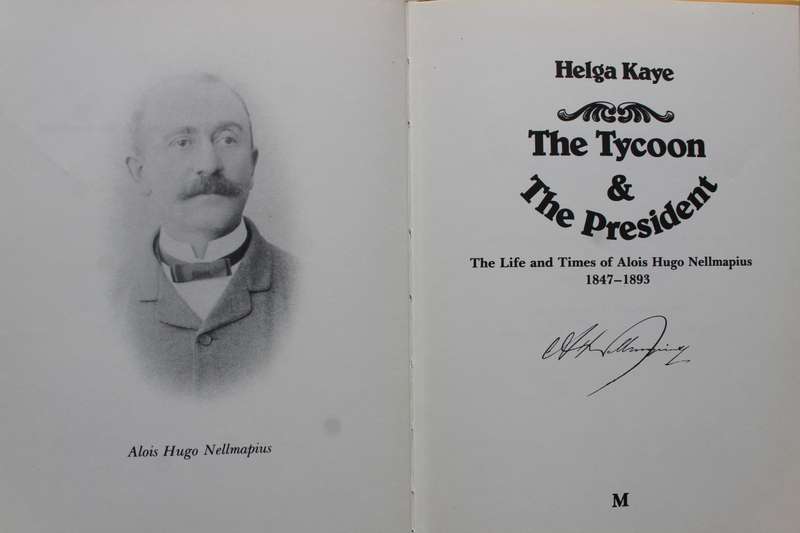 Alois Hugo Nellmapius
Helga Kaye
The Tycoon
&
The President
The Life and Times of Alois Hugo Nellmapius
1847–1893
AHNellmapius
M